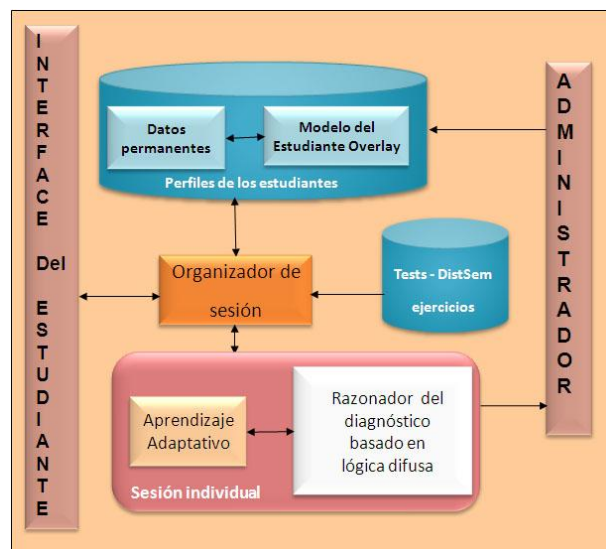 INTERFACE Del ESTUDIANTE
Datos
permanentes
Modelo del
Estudiante Overlay
Perfiles de los estudiantes
Organizador de
sesión
Tests - DistSem
ejercicios
Aprendizaje
Adaptativo
Razonador del
diagnóstico
basado en
lógica difusa
Sesión individual
ADMINISTRADOR